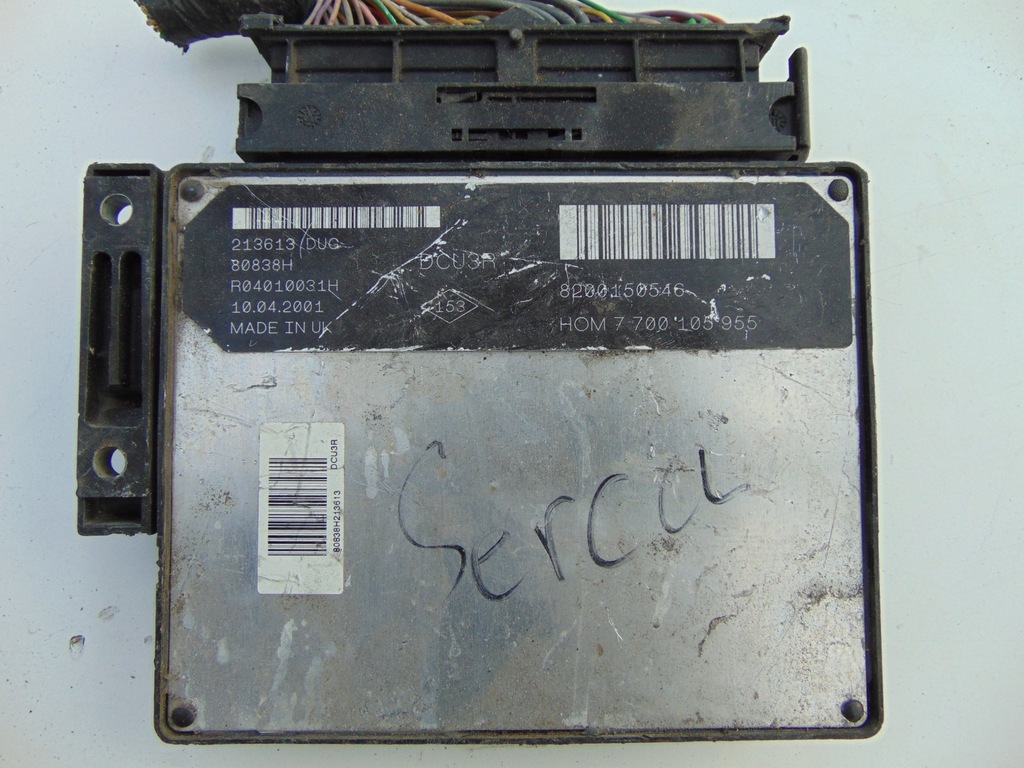 213613 DUG
80838H
R04010031H
10.04.2001
MADE IN UK
DCU3R
153
8200150546
HOM 7 700 105 955
DCU3R
80838H213613
Sercal